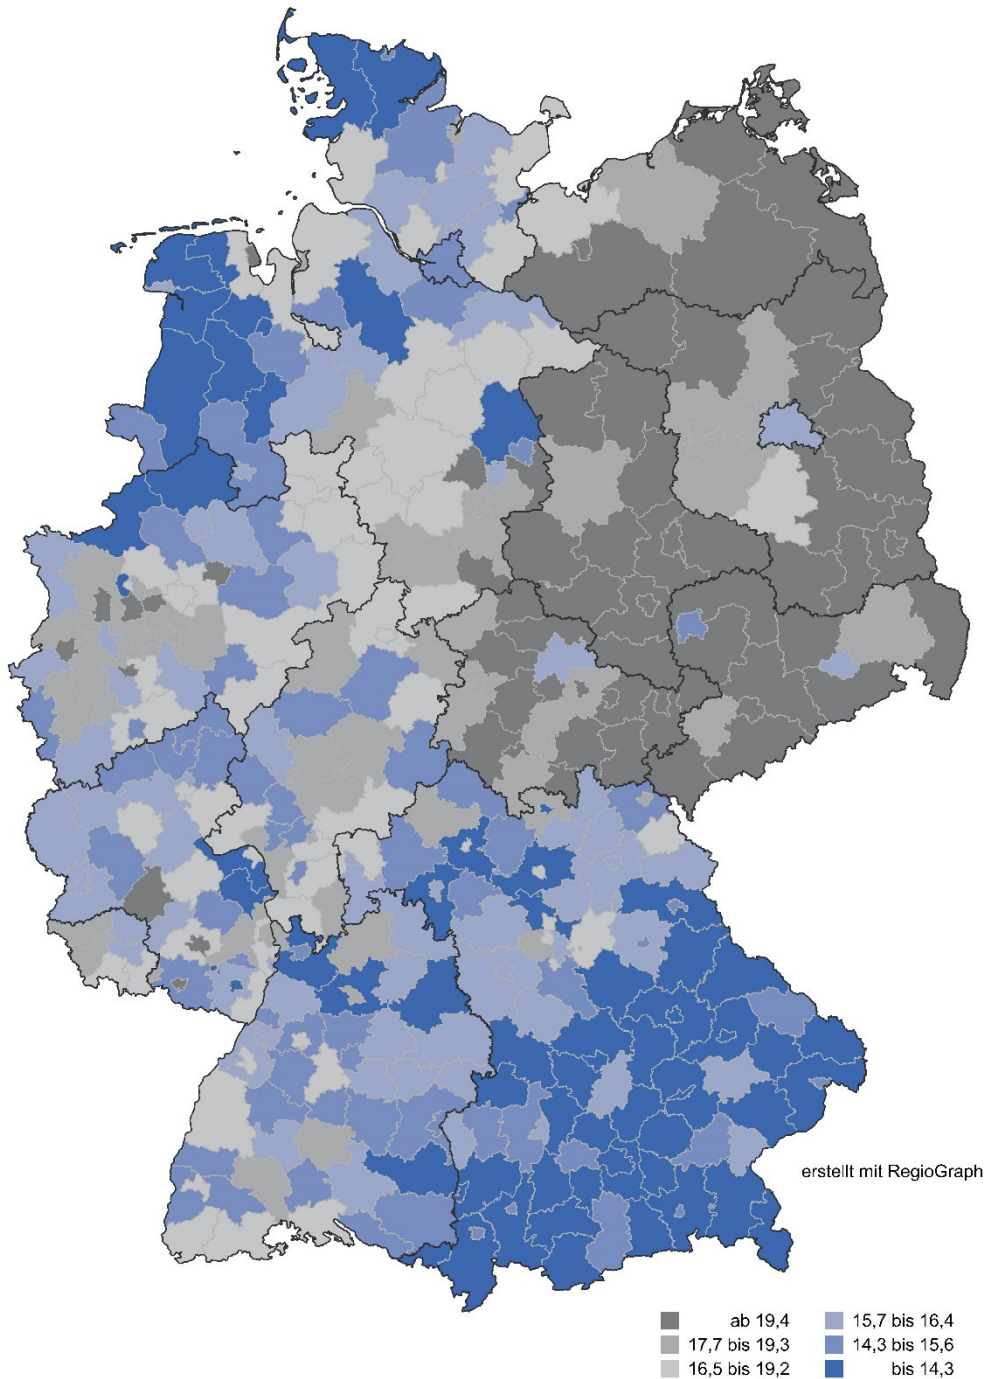 erstellt mit RegioGraph
ab 19,4
17,7 bis 19,3
16,5 bis 19,2
15,7 bis 16,4
14,3 bis 15,6
bis 14,3